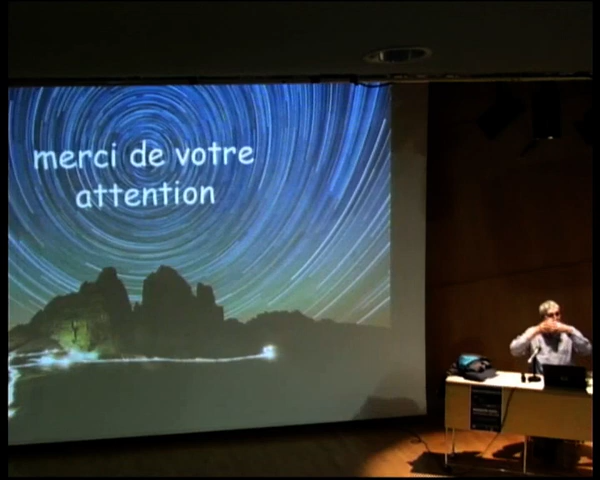 merci de votre
attention